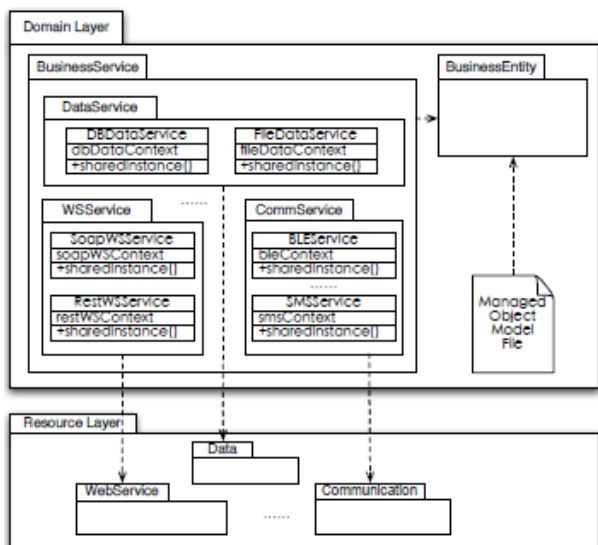 Domain Layer
BusinessService
BusinessEntity
DataService
DBDataService
dbDataContext
+sharedInstance()
FileDataService
fileDataContext
+sharedInstance()
WSService
......
CommService
SoapWSService
soapWSContext
+sharedInstance()
BLEService
bleContext
+sharedInstance()
......
RestWSService
restWSContext
+sharedInstance()
SMSService
smsContext
+sharedInstance()
Managed
Object
Model
File
Resource Layer
Data
WebService
......
Communication